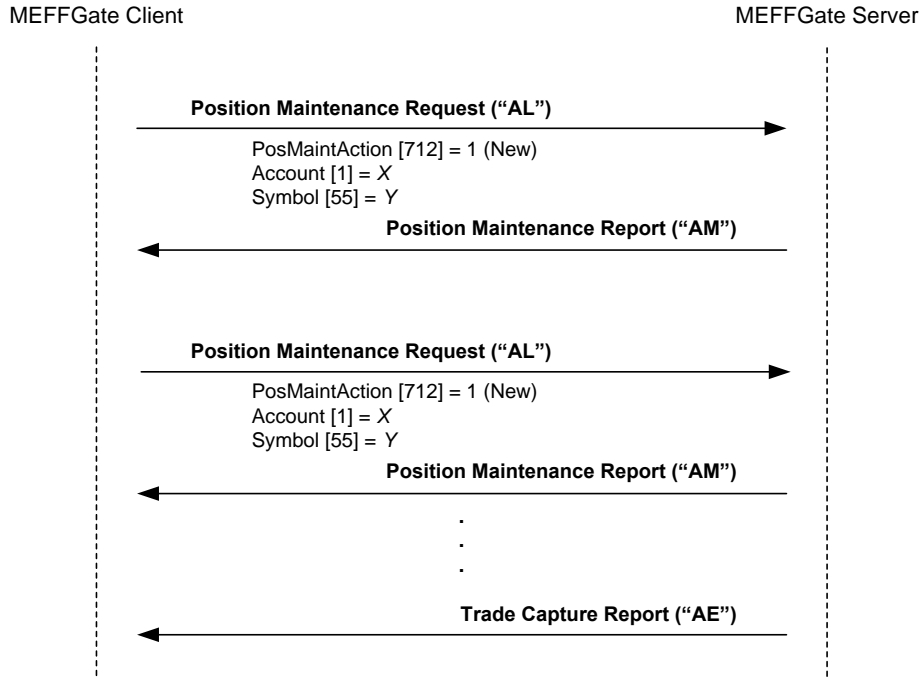 MEFFGate Client
MEFFGate Server
Position Maintenance Request (“AL”)
PosMaintAction [712] = 1 (New)
Account [1] = X
Symbol [55] = Y
Position Maintenance Report (“AM”)
Position Maintenance Request (“AL”)
PosMaintAction [712] = 1 (New)
Account [1] = X
Symbol [55] = Y
Position Maintenance Report (“AM”)
.
.
.
Trade Capture Report (“AE”)